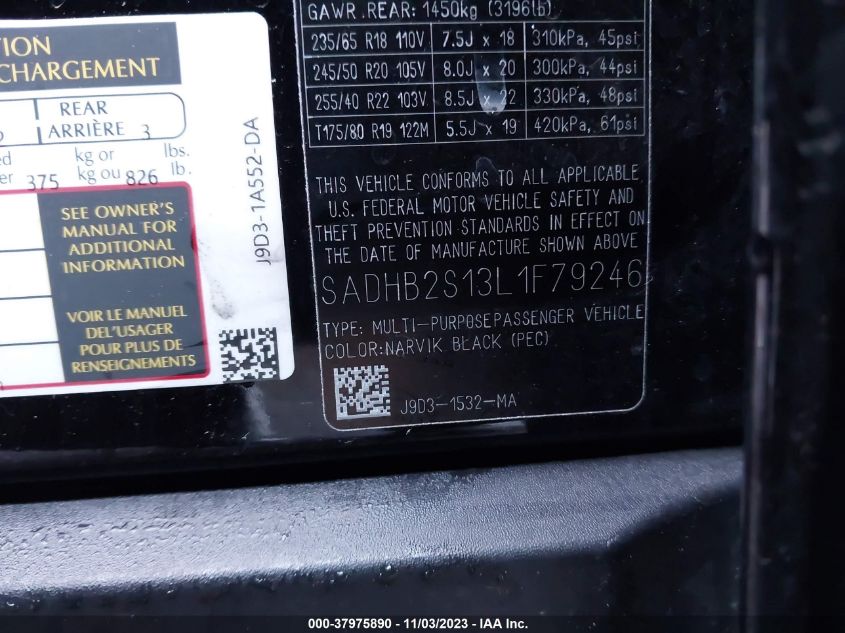 TION
CHARGEMENT
REAR
ARRIÈRE 3
kg or lbs.
375 kg ou 826 lb.
SEE OWNER'S
MANUAL FOR
ADDITIONAL
INFORMATION
VOIR LE MANUEL
DEL'USAGER
POUR PLUS DE
RENSEIGNEMENTS
J9D3-1A552-DA
GAWR.REAR: 1450kg (3196lb)
235/65 R18 110V 7.5J x 18 310kPa, 45psi
245/50 R20 105V 8.0J x 20 300kPa, 44psi
255/40 R22 103V 8.5J x 22 330kPa, 48psi
T175/80 R19 122M 5.5J x 19 420kPa, 61psi
THIS VEHICLE CONFORMS TO ALL APPLICABLE
U.S. FEDERAL MOTOR VEHICLE SAFETY AND
THEFT PREVENTION STANDARDS IN EFFECT ON
THE DATE OF MANUFACTURE SHOWN ABOVE
SADHB2S13L1F79246
TYPE: MULTI-PURPOSEPASSENGER VEHICLE
COLOR:NARVIK BLACK (PEC)
J9D3-1532-MA
000-37975890 - 11/03/2023 - IAA Inc.